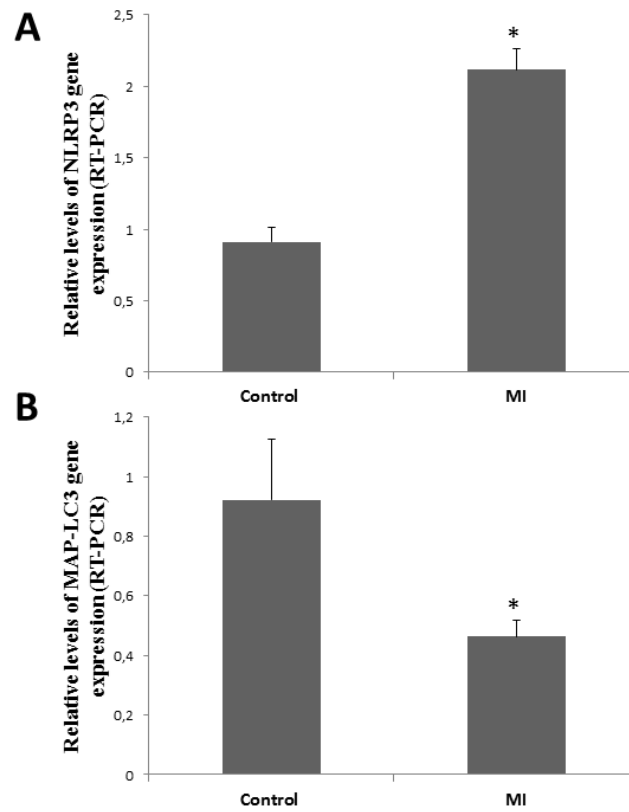 A
Relative levels of NLRP3 gene
expression (RT-PCR)
2,5
2
1,5
1
0,5
0
*
Control
MI
B
Relative levels of MAP-LC3 gene
expression (RT-PCR)
1,2
1
0,8
0,6
0,4
0,2
0
*
Control
MI